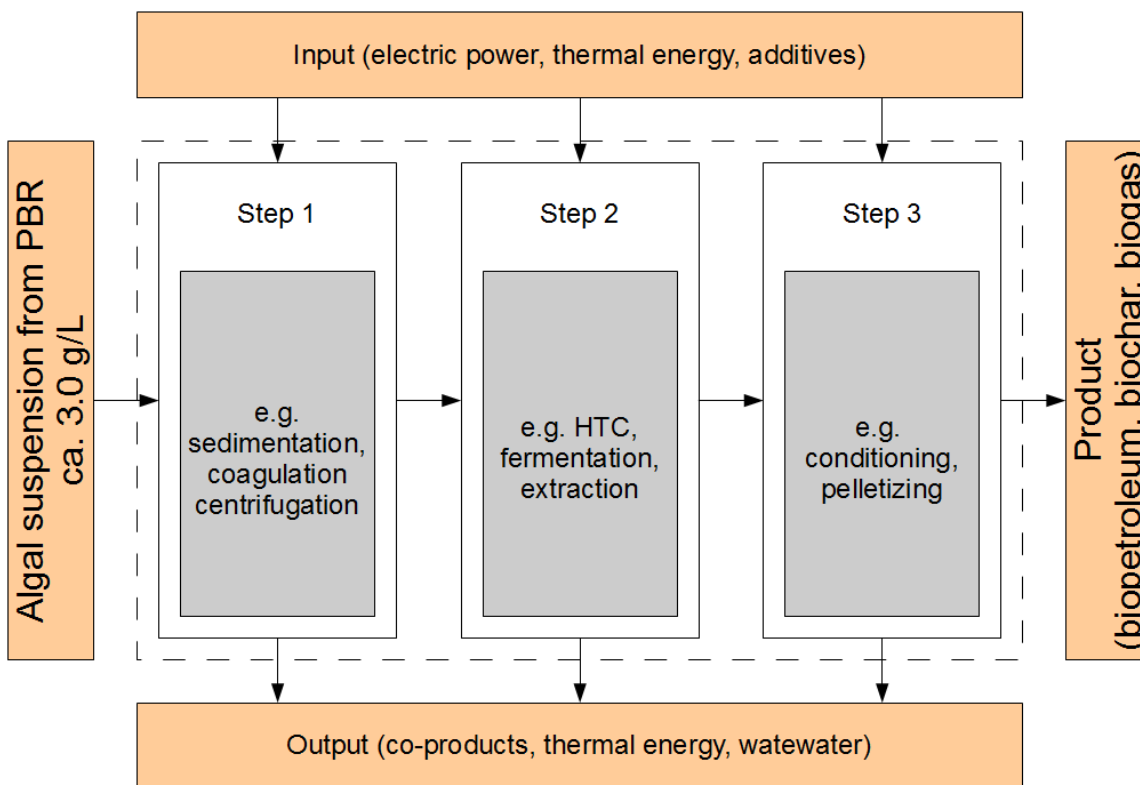 Input (electric power, thermal energy, additives)
Algal suspension from PBR
ca. 3.0 g/L
Step 1
e.g.
sedimentation,
coagulation
centrifugation
Step 2
e.g. HTC,
fermentation,
extraction
Step 3
e.g.
conditioning,
pelletizing
Product
(biopetroleum, biochar, biogas)
Output (co-products, thermal energy, watewater)